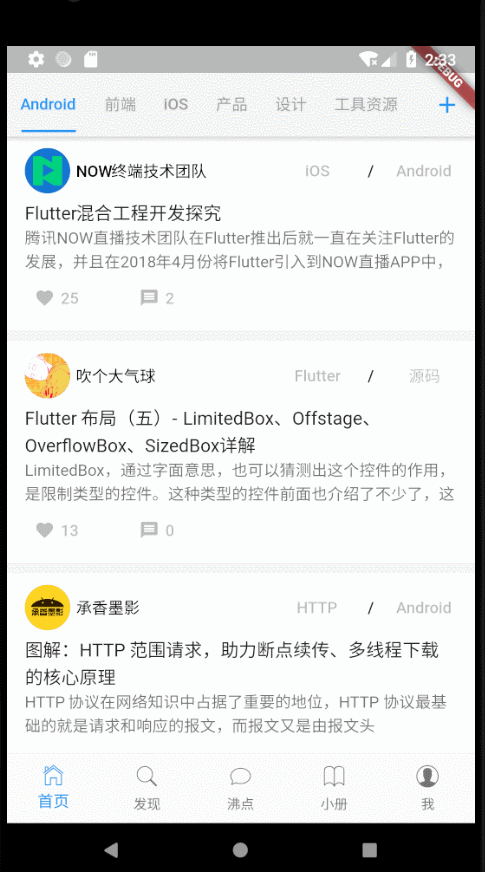 2:33
DEBUG
Android 前端 iOS 产品 设计 工具资源 +
NOW终端技术团队 iOS / Android
Flutter混合工程开发探究
腾讯NOW直播技术团队在Flutter推出后就一直在关注Flutter的
发展，并且在2018年4月份将Flutter引入到NOW直播APP中，
25 2
吹个大气球 Flutter / 源码
Flutter 布局（五）- LimitedBox、Offstage、
OverflowBox、SizedBox详解
LimitedBox，通过字面意思，也可以猜测出这个控件的作用，
是限制类型的控件。这种类型的控件前面也介绍了不少了，这
13 0
承香墨影
承香墨影 HTTP / Android
图解：HTTP 范围请求，助力断点续传、多线程下载
的核心原理
HTTP 协议在网络知识中占据了重要的地位，HTTP 协议最基
础的就是请求和响应的报文，而报文又是由报文头
首页 发现 沸点 小册 我